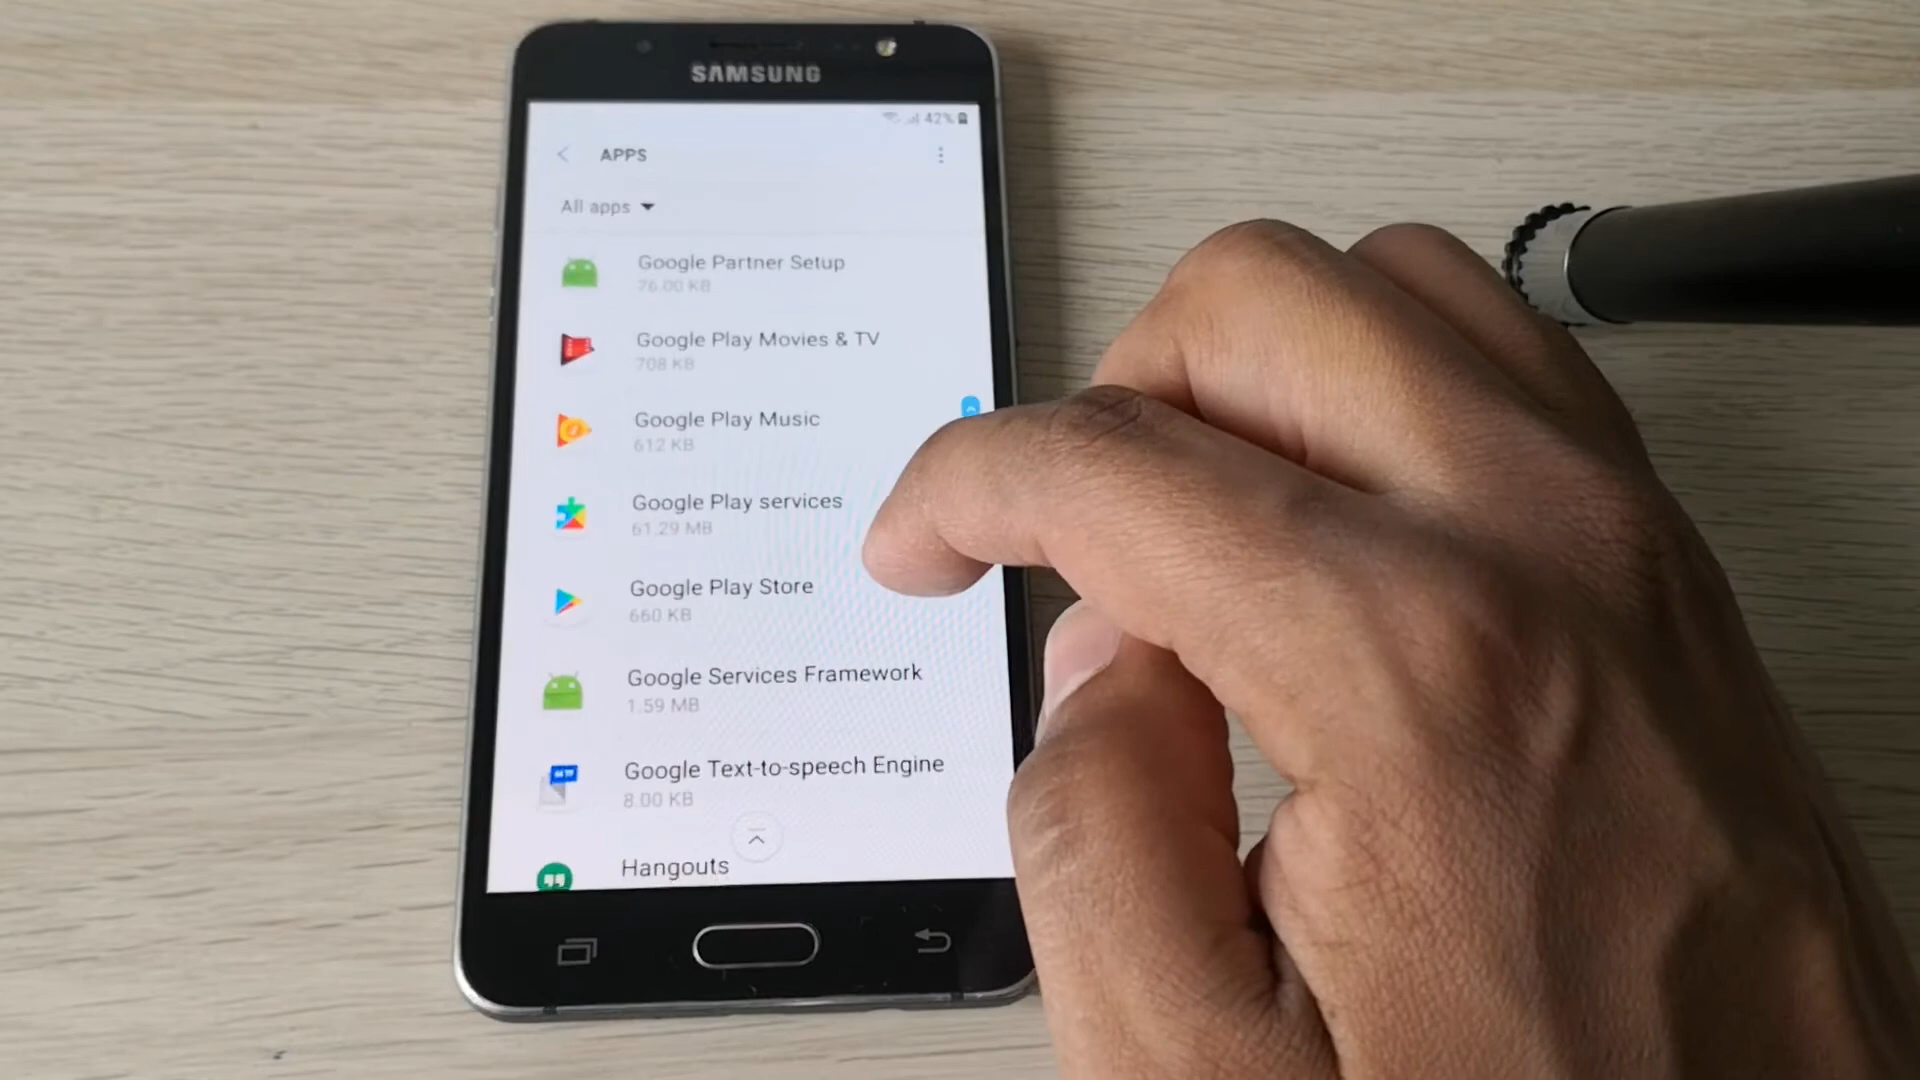 SAMSUNG
42%
APPS
All apps
Google Partner Setup
76.00 KB
Google Play Movies & TV
708 KB
Google Play Music
612 KB
Google Play services
61.29 MB
Google Play Store
660 KB
Google Services Framework
1.59 MB
Google Text-to-speech Engine
8.00 KB
Hangouts